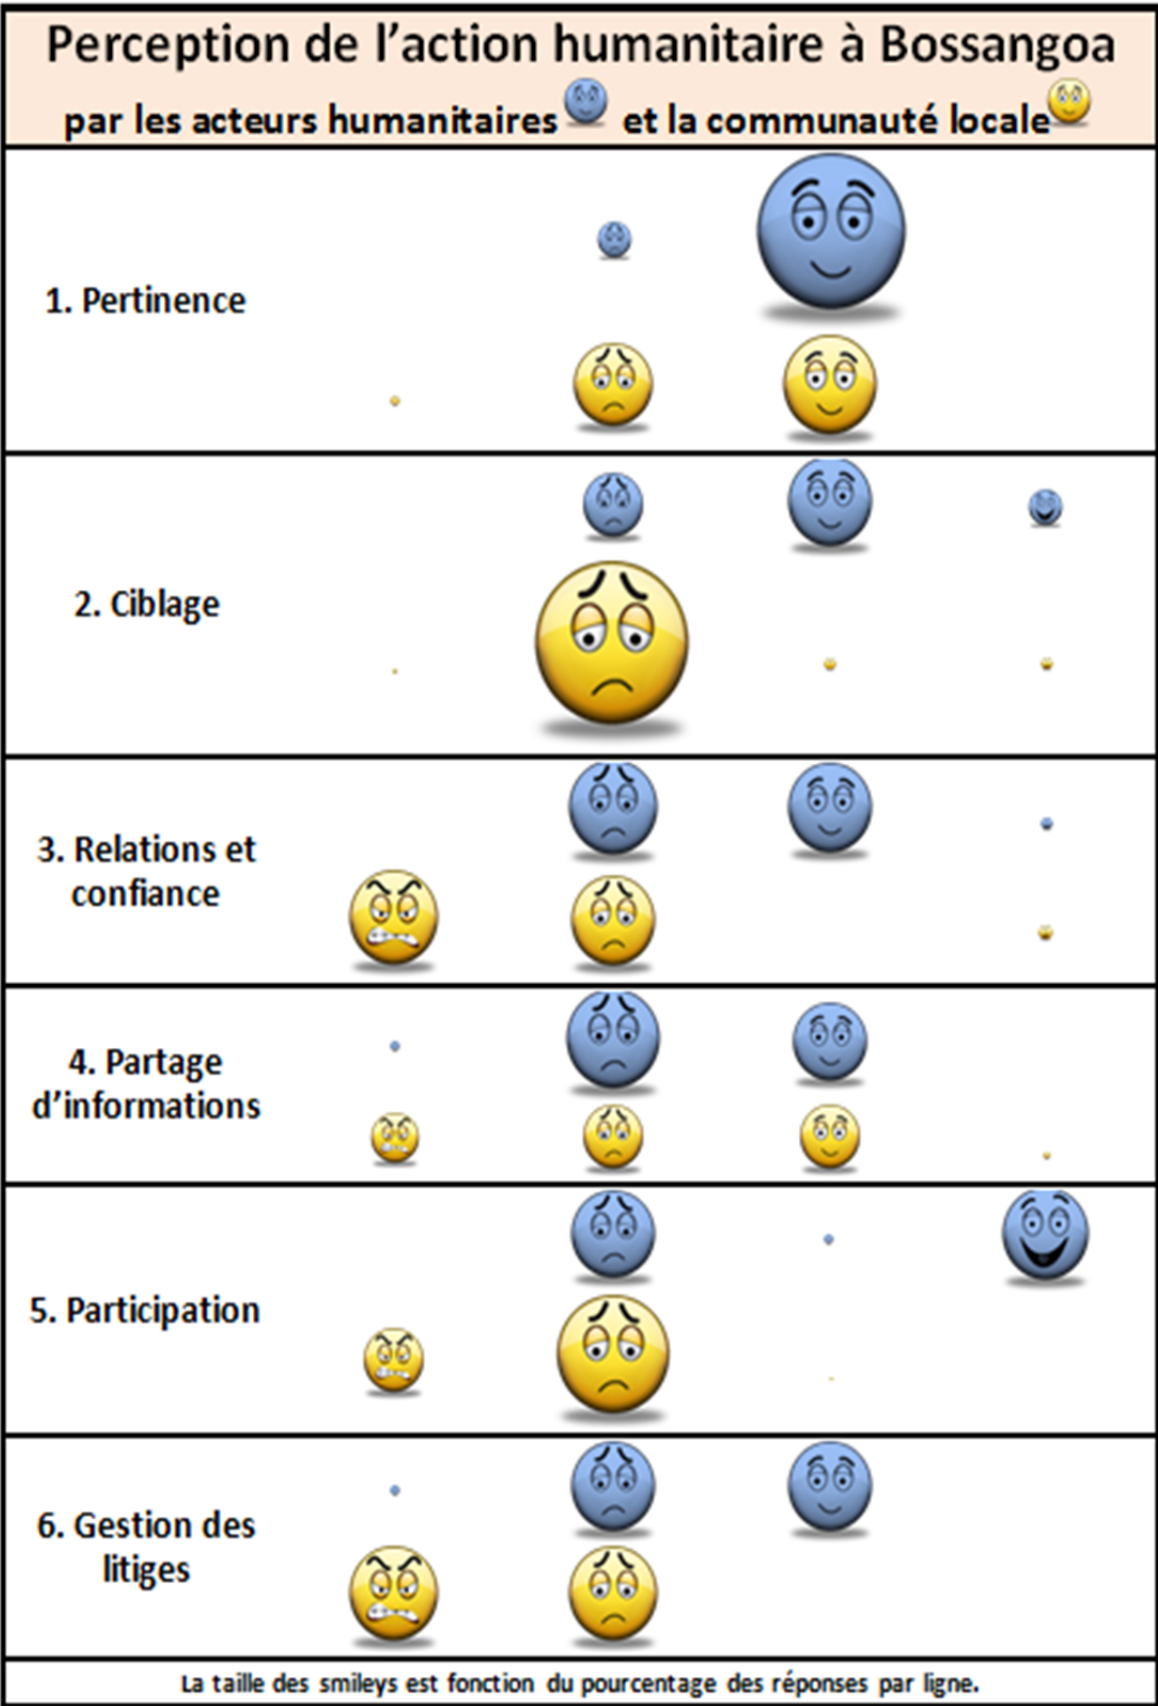 Perception de l’action humanitaire à Bossangoa
par les acteurs humanitaires et la communauté locale
1. Pertinence
2. Ciblage
3. Relations et
confiance
4. Partage
d’informations
5. Participation
6. Gestion des
litiges
La taille des smileys est fonction du pourcentage des réponses par ligne.